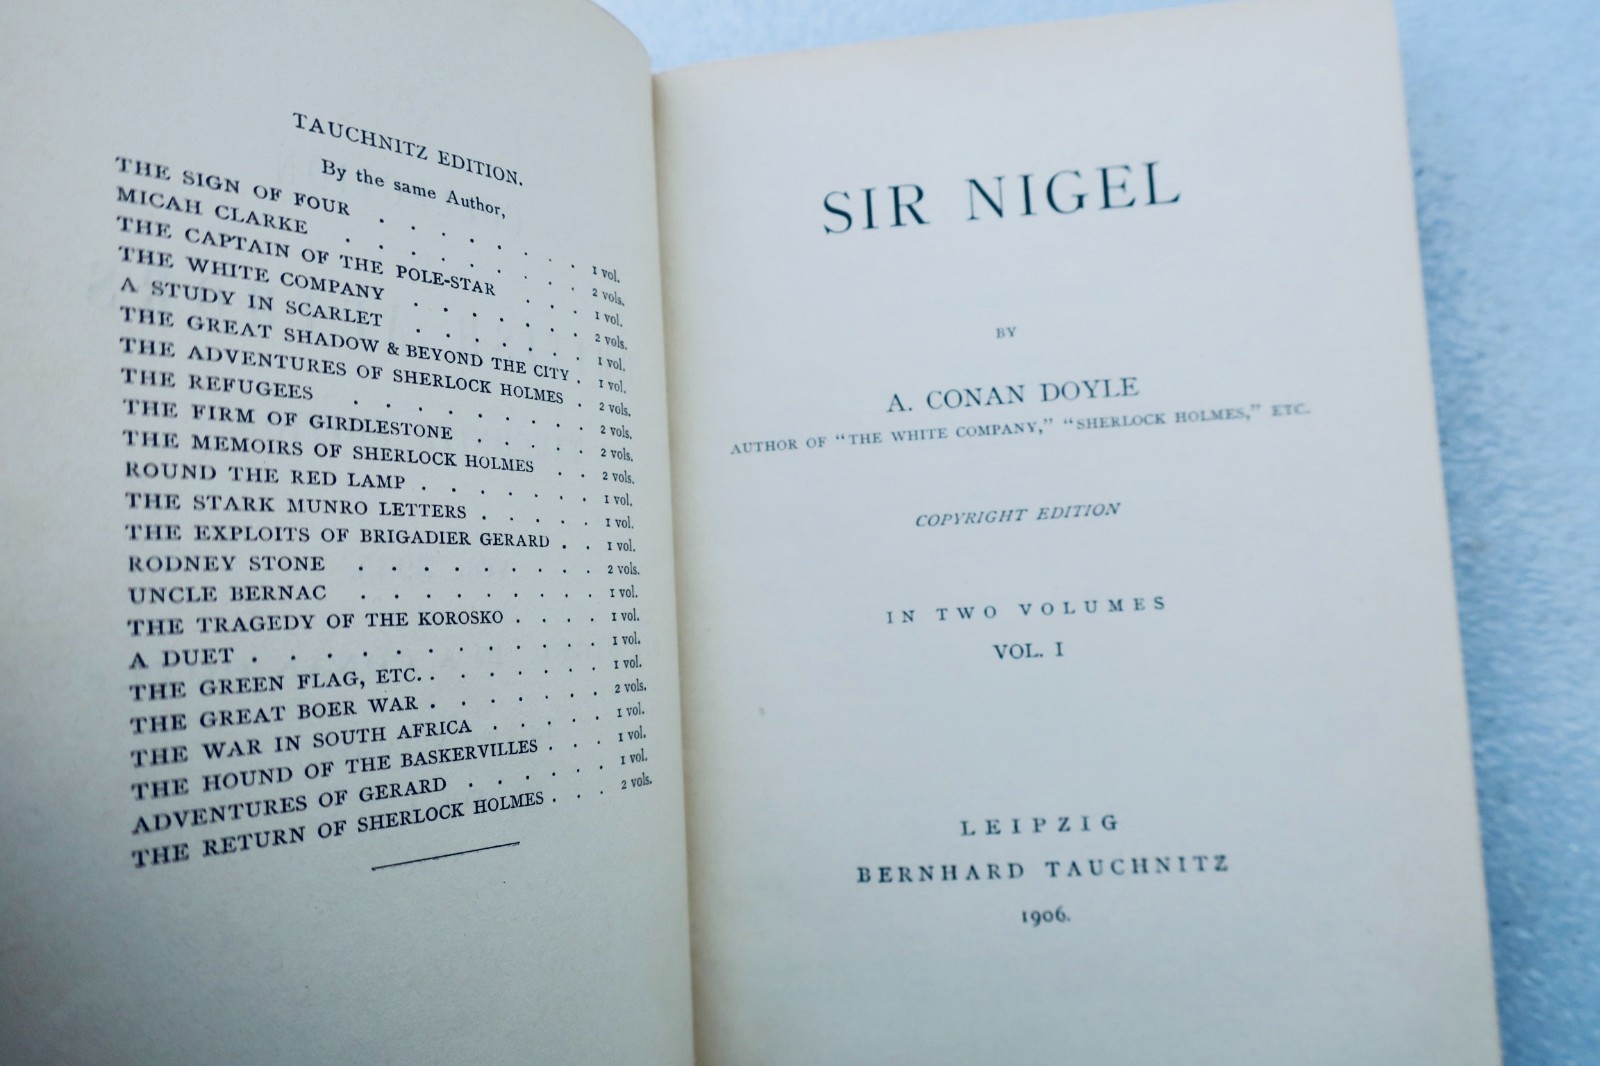 TAUCHNITZ EDITION.
By the same Author,
THE SIGN OF FOUR . . . . . . . . 1 vol.
MICAH CLARKE . . . . . . . . 2 vols.
THE CAPTAIN OF THE POLE-STAR . . . 1 vol.
THE WHITE COMPANY . . . . . . 2 vols.
A STUDY IN SCARLET . . . . . . 1 vol.
THE GREAT SHADOW & BEYOND THE CITY . 1 vol.
THE ADVENTURES OF SHERLOCK HOLMES . 2 vols.
THE REFUGEES . . . . . . . . 2 vols.
THE FIRM OF GIRDLESTONE . . . . 2 vols.
THE MEMOIRS OF SHERLOCK HOLMES . . 2 vols.
ROUND THE RED LAMP . . . . . . 1 vol.
THE STARK MUNRO LETTERS . . . . . 1 vol.
THE EXPLOITS OF BRIGADIER GERARD . . 1 vol.
RODNEY STONE . . . . . . . . . 2 vols.
UNCLE BERNAC . . . . . . . . . 1 vol.
THE TRAGEDY OF THE KOROSKO . . . . 1 vol.
A DUET . . . . . . . . . . . 1 vol.
THE GREEN FLAG, ETC. . . . . . . 1 vol.
THE GREAT BOER WAR . . . . . . 2 vols.
THE WAR IN SOUTH AFRICA . . . . . 1 vol.
THE HOUND OF THE BASKERVILLES . . . 1 vol.
ADVENTURES OF GERARD . . . . . . 1 vol.
THE RETURN OF SHERLOCK HOLMES . . . 2 vols.
SIR NIGEL
BY
A. CONAN DOYLE
AUTHOR OF "THE WHITE COMPANY," "SHERLOCK HOLMES," ETC.
COPYRIGHT EDITION
IN TWO VOLUMES
VOL. I
LEIPZIG
BERNHARD TAUCHNITZ
1906.